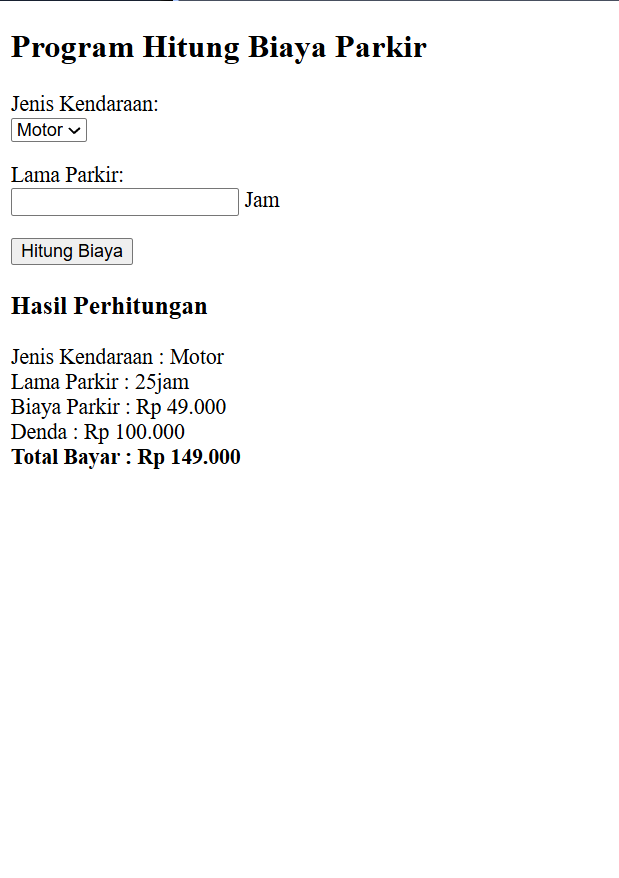 Program Hitung Biaya Parkir
Jenis Kendaraan:
Motor
Lama Parkir:
Jam
Hitung Biaya
Hasil Perhitungan
Jenis Kendaraan : Motor
Lama Parkir : 25jam
Biaya Parkir : Rp 49.000
Denda : Rp 100.000
Total Bayar : Rp 149.000